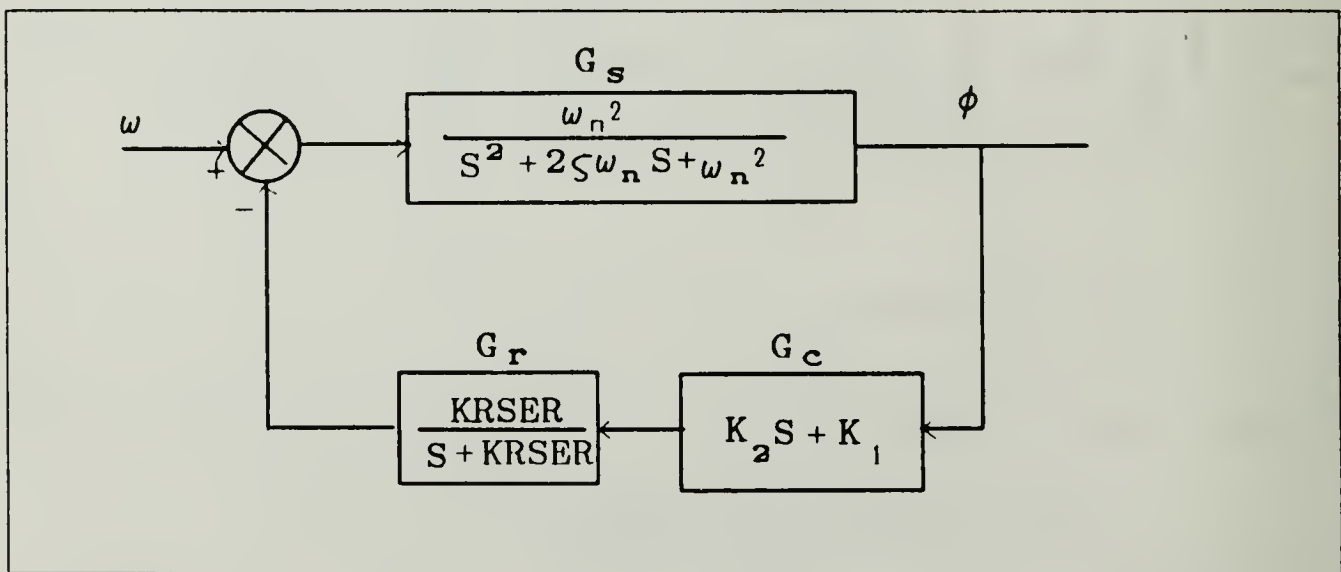 G s
ω
ω n 2
S 2 + 2 ς ω n S + ω n 2
ϕ
+
−
G r
KRSER
S + KRSER
G c
K 2 S + K 1